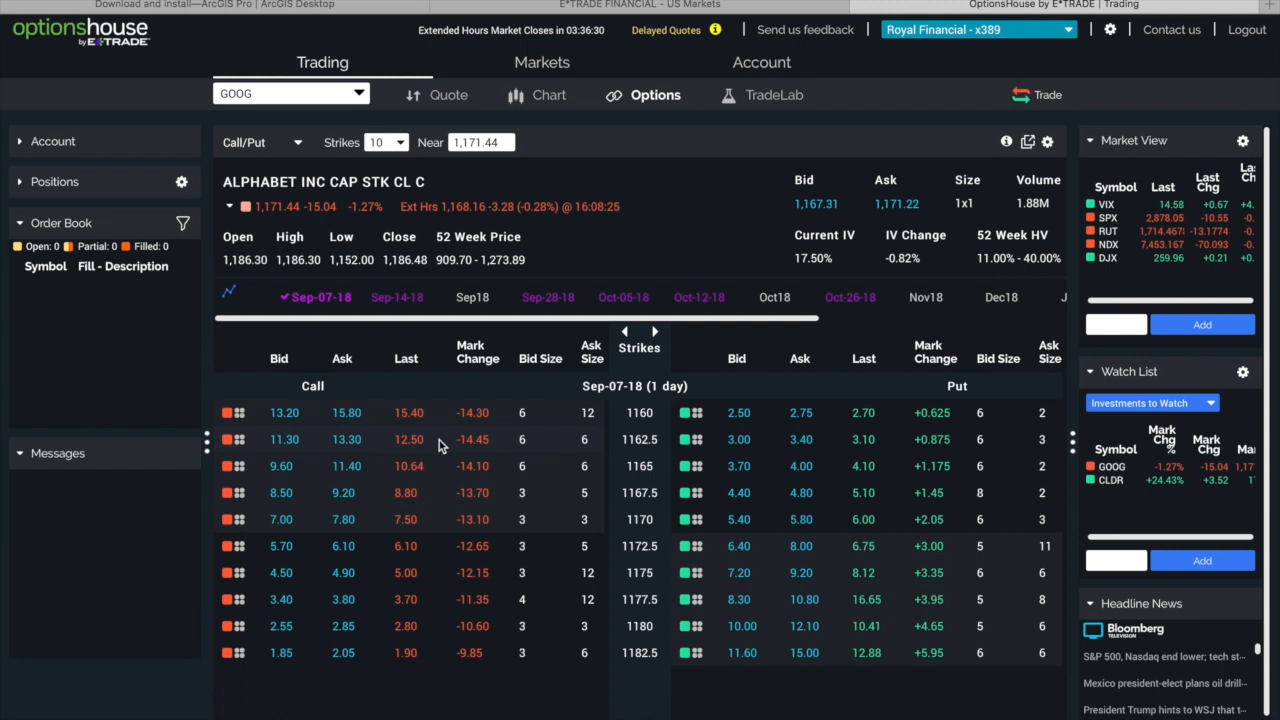 Download and install—ArcGIS Pro | ArcGIS Desktop
E*TRADE FINANCIAL - US Markets
OptionsHouse by E*TRADE | Trading
optionshouse
by E*TRADE
Extended Hours Market Closes in 03:36:30
Delayed Quotes
Send us feedback
Royal Financial - x389
Contact us
Logout
Trading
Markets
Account
GOOG
Quote
Chart
Options
TradeLab
Trade
Account
Positions
Order Book
Open: 0 Partial: 0 Filled: 0
Symbol Fill - Description
Messages
Call/Put
Strikes 10
Near 1,171.44
ALPHABET INC CAP STK CL C
1,171.44 -15.04 -1.27% Ext Hrs 1,168.16 -3.28 (-0.28%) @ 16:08:25
Bid Ask Size Volume
1,167.31 1,171.22 1x1 1.88M
Open High Low Close 52 Week Price
1,186.30 1,186.30 1,152.00 1,186.48 909.70 - 1,273.89
Current IV IV Change 52 Week HV
17.50% -0.82% 11.00% - 40.00%
Sep-07-18 Sep-14-18 Sep18 Sep-28-18 Oct-05-18 Oct-12-18 Oct18 Oct-26-18 Nov18 Dec18 J
Bid Ask Last Mark Change Bid Size Ask Size Strikes Bid Ask Last Mark Change Bid Size Ask Size
Call Sep-07-18 (1 day) Put
13.20 15.80 15.40 -14.30 6 12 1160 2.50 2.75 2.70 +0.625 6 2
11.30 13.30 12.50 -14.45 6 6 1162.5 3.00 3.40 3.10 +0.875 6 3
9.60 11.40 10.64 -14.10 6 6 1165 3.70 4.00 4.10 +1.175 6 2
8.50 9.20 8.80 -13.70 3 5 1167.5 4.40 4.80 5.10 +1.45 8 2
7.00 7.80 7.50 -13.10 3 3 1170 5.40 5.80 6.00 +2.05 6 3
5.70 6.10 6.10 -12.65 3 5 1172.5 6.40 8.00 6.75 +3.00 5 11
4.50 4.90 5.00 -12.15 3 12 1175 7.20 9.20 8.12 +3.35 6 6
3.40 3.80 3.70 -11.35 4 12 1177.5 8.30 10.80 16.65 +3.95 5 8
2.55 2.85 2.80 -10.60 3 3 1180 10.00 12.10 10.41 +4.65 5 6
1.85 2.05 1.90 -9.85 3 6 1182.5 11.60 15.00 12.88 +5.95 6 6
Market View
Symbol Last Last Chg
VIX 14.58 +0.67 +4.
SPX 2,878.05 -10.55 -0.
RUT -13.1774 -0.
NDX 7,453.167 -70.093 -0.
DJX 259.96 +0.21 +0.
Add
Watch List
Investments to Watch
Symbol Mark Chg % Mark Chg
GOOG -1.27% -15.04 1,17
CLDR +24.43% +3.52
Add
Headline News
Bloomberg
TELEVISION
S&P 500, Nasdaq end lower; tech st···
Mexico president-elect plans oil drill···
President Trump hints to WSJ that t···